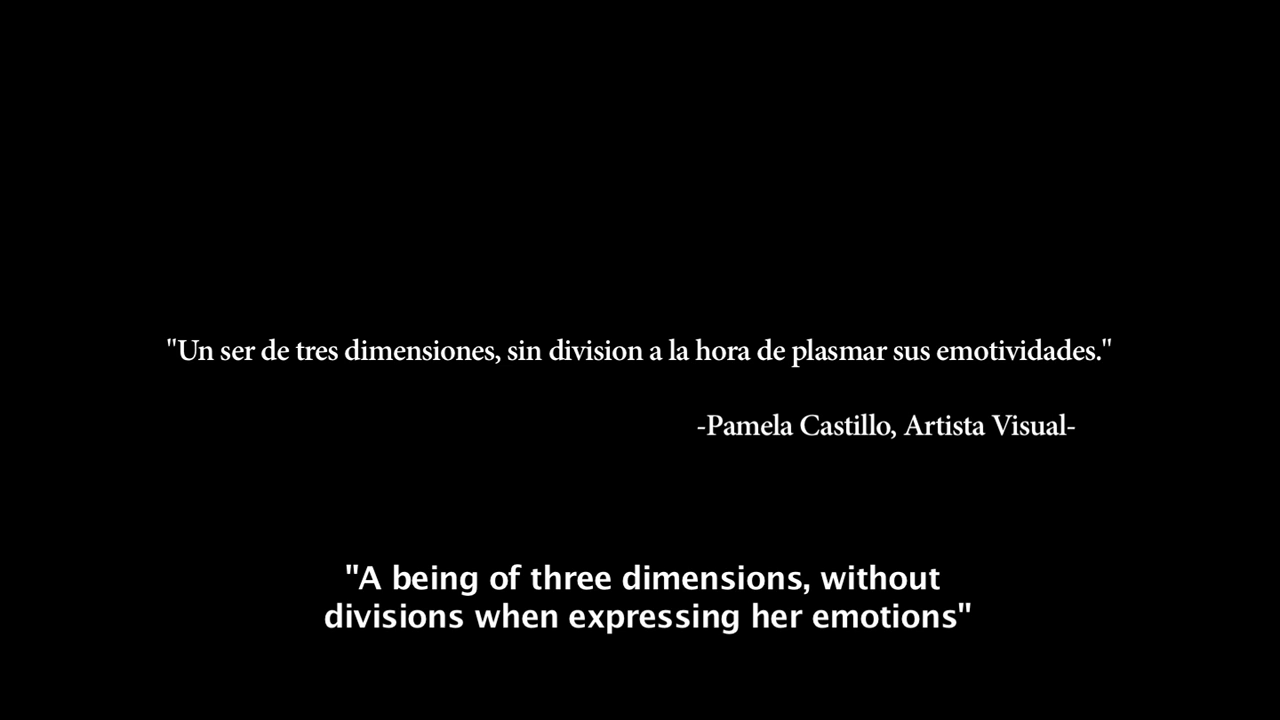 "Un ser de tres dimensiones, sin division a la hora de plasmar sus emotividades."
-Pamela Castillo, Artista Visual-
"A being of three dimensions, without
divisions when expressing her emotions"